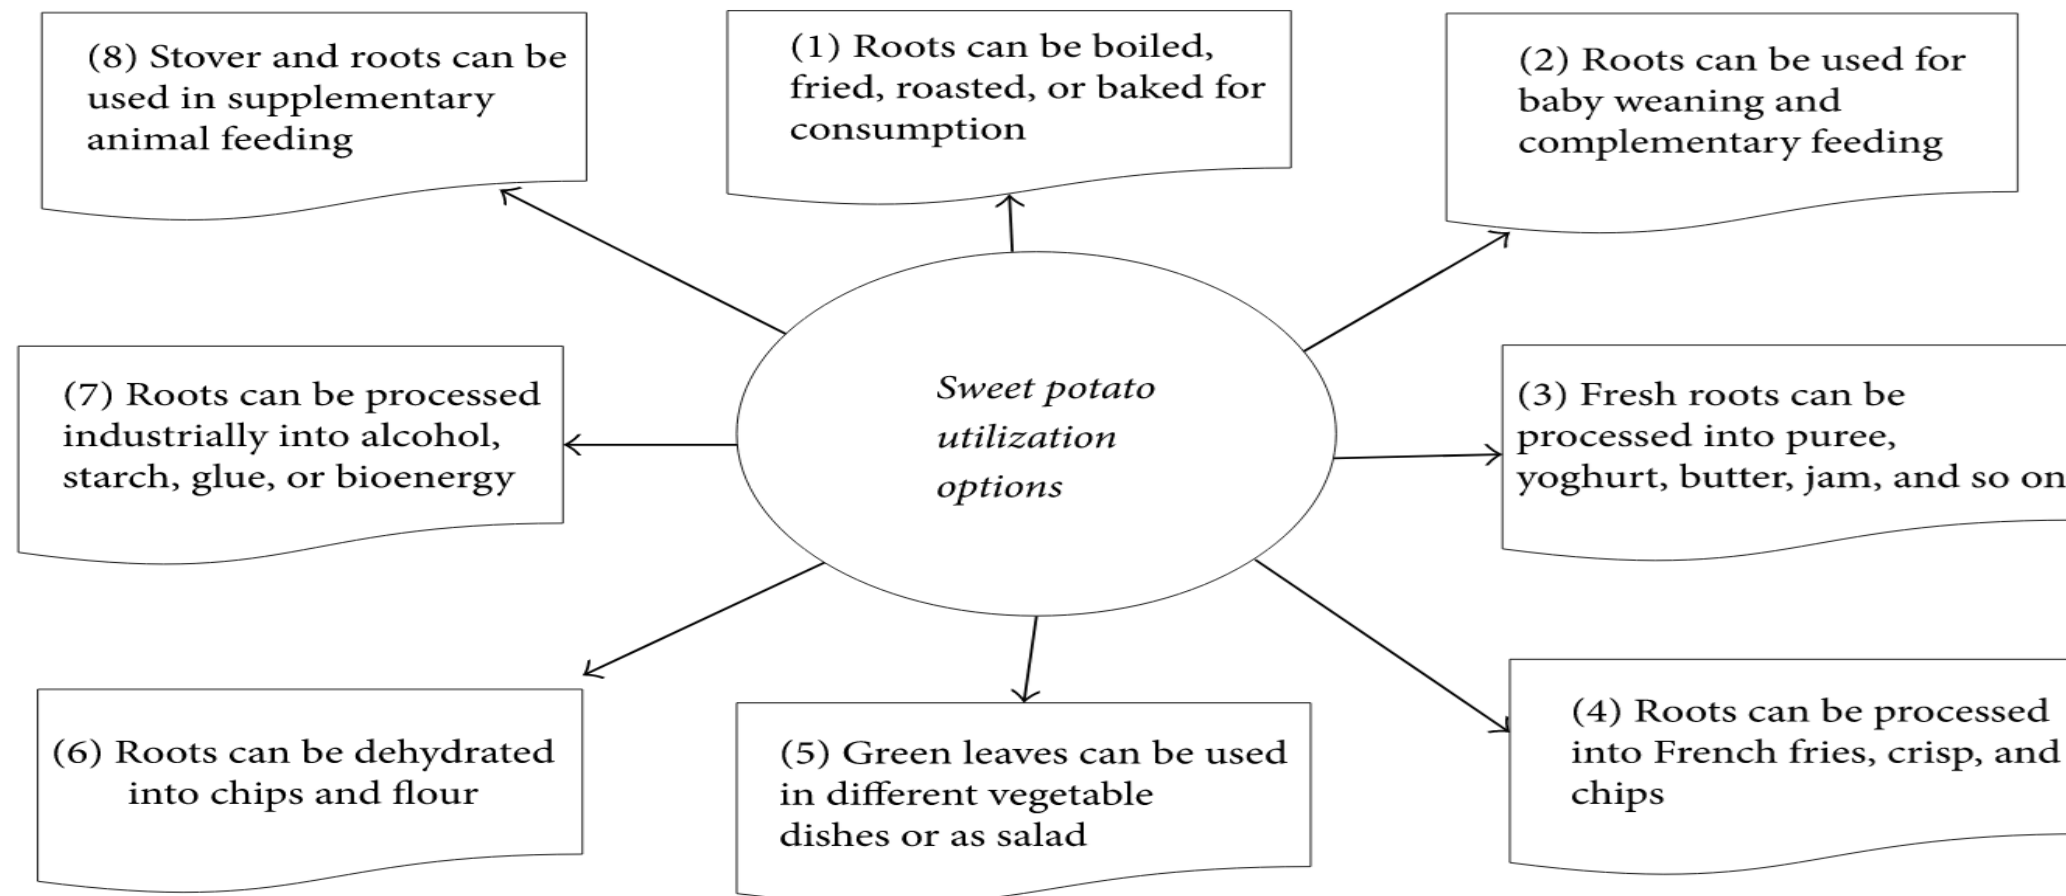 (8) Stover and roots can be
used in supplementary
animal feeding
(1) Roots can be boiled,
fried, roasted, or baked for
consumption
(2) Roots can be used for
baby weaning and
complementary feeding
(7) Roots can be processed
industrially into alcohol,
starch, glue, or bioenergy
Sweet potato
utilization
options
(3) Fresh roots can be
processed into puree,
yoghurt, butter, jam, and so on
(6) Roots can be dehydrated
into chips and flour
(5) Green leaves can be used
in different vegetable
dishes or as salad
(4) Roots can be processed
into French fries, crisp, and
chips